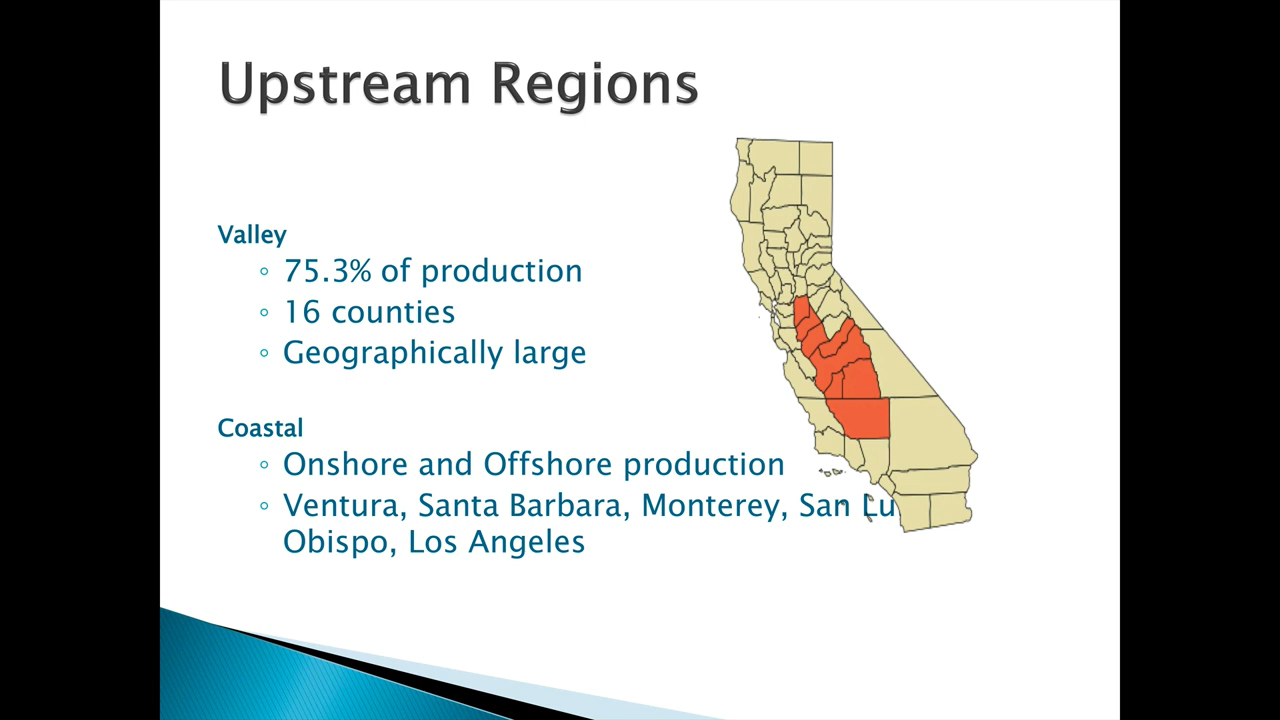 Upstream Regions
Valley
◦ 75.3% of production
◦ 16 counties
◦ Geographically large
Coastal
◦ Onshore and Offshore production
◦ Ventura, Santa Barbara, Monterey, San Lu
Obispo, Los Angeles